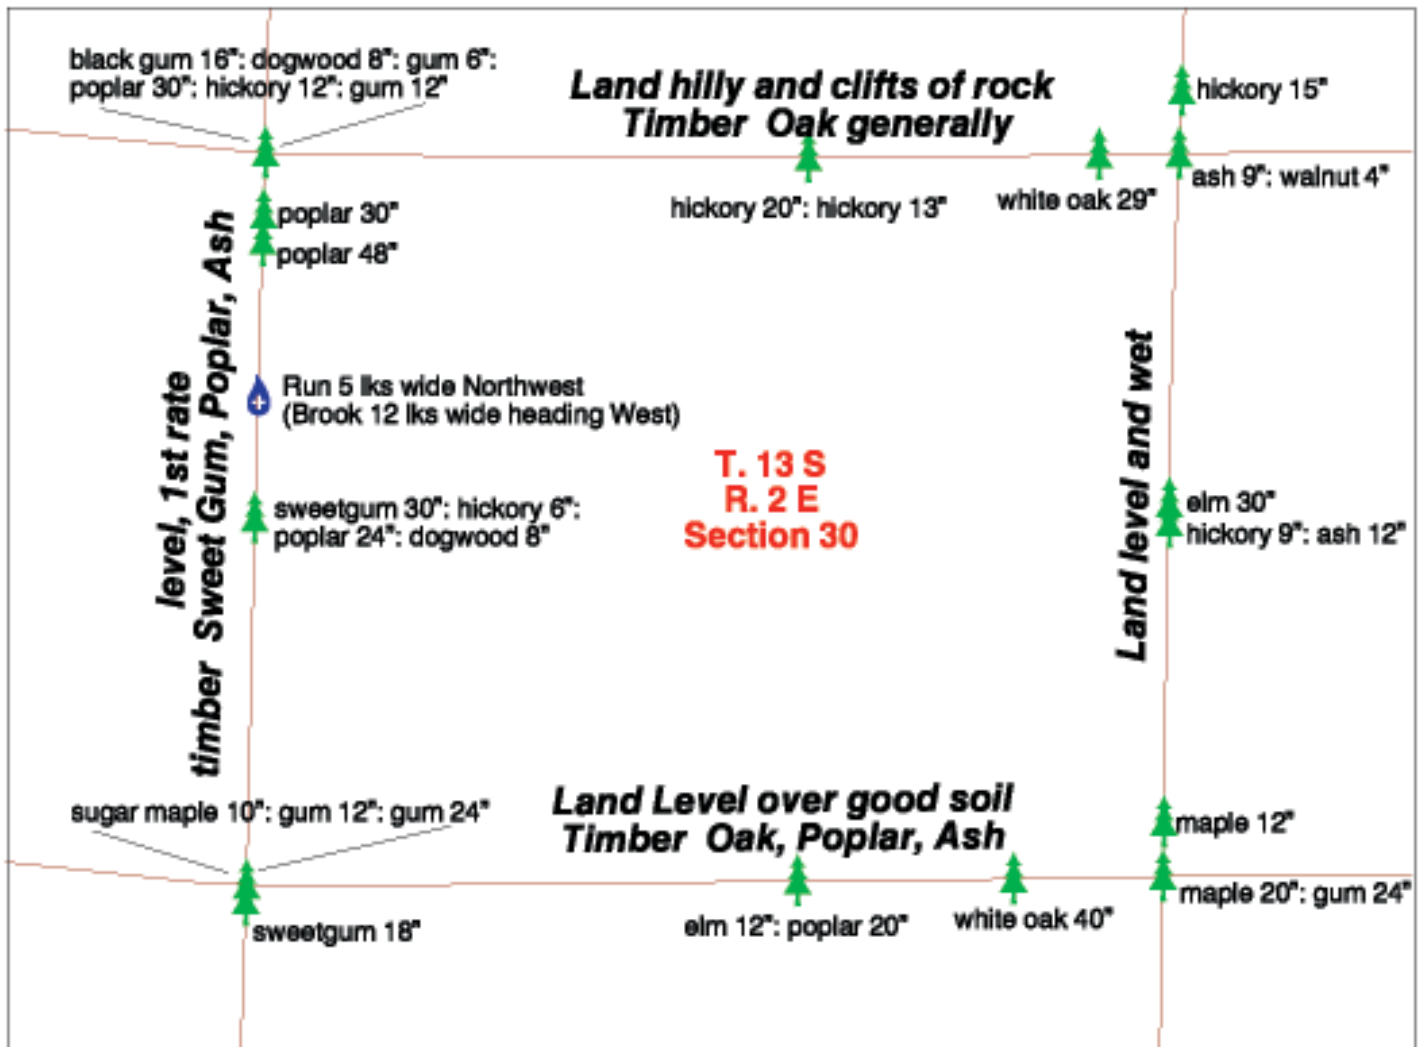 black gum 16": dogwood 8": gum 6":
poplar 30": hickory 12": gum 12"
Land hilly and clifts of rock
Timber Oak generally
hickory 15"
ash 9": walnut 4"
white oak 29"
hickory 20": hickory 13"
poplar 30"
poplar 48"
level, 1st rate
timber Sweet Gum, Poplar, Ash
Run 5 lks wide Northwest
(Brook 12 lks wide heading West)
T. 13 S
R. 2 E
Section 30
Land level and wet
sweetgum 30": hickory 6":
poplar 24": dogwood 8"
elm 30"
hickory 9": ash 12"
sugar maple 10": gum 12": gum 24"
Land Level over good soil
Timber Oak, Poplar, Ash
maple 12"
maple 20": gum 24"
sweetgum 18"
elm 12": poplar 20"
white oak 40"